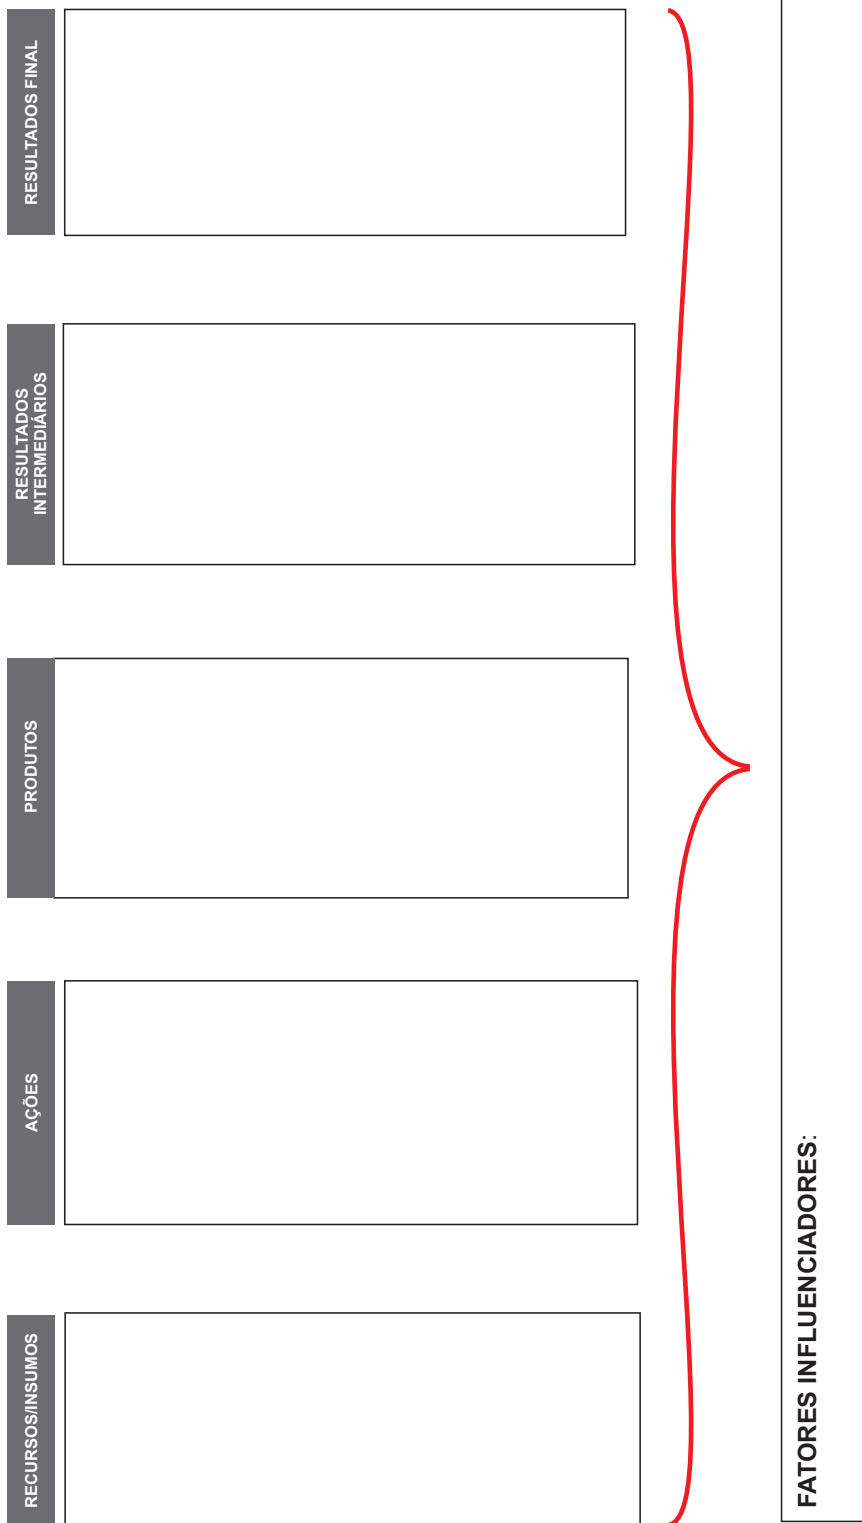 RECURSOS/INSUMOS
AÇÕES
PRODUTOS
RESULTADOS
INTERMEDIÁRIOS
RESULTADOS FINAL
FATORES INFLUENCIADORES: